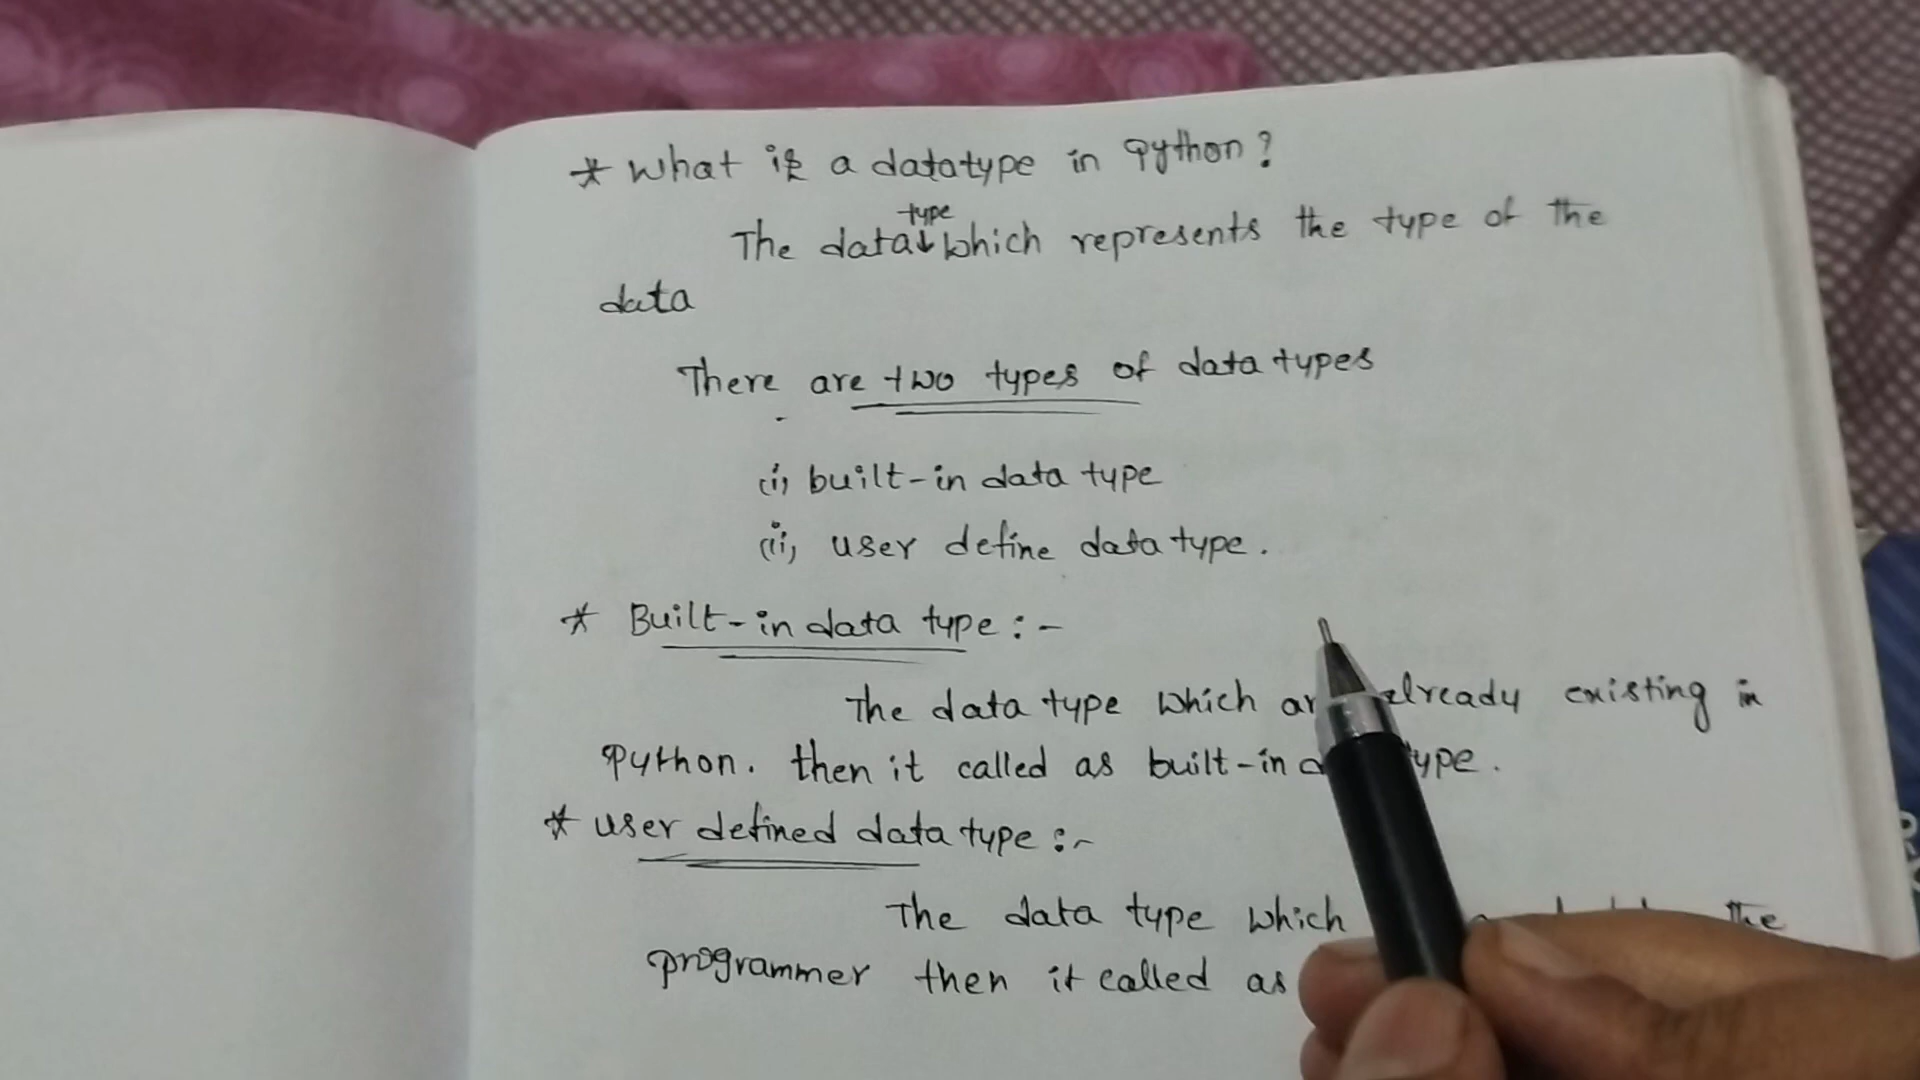 * What is a datatype in Python?
type
The data↓which represents the type of the
data
There are two types of data types
(i) built-in data type
(ii) user define data type.
* Built-in data type:-
The data type which already existing in
Python. then it called as built-in
* user defined data type:-
The data type which the
programmer then it called as